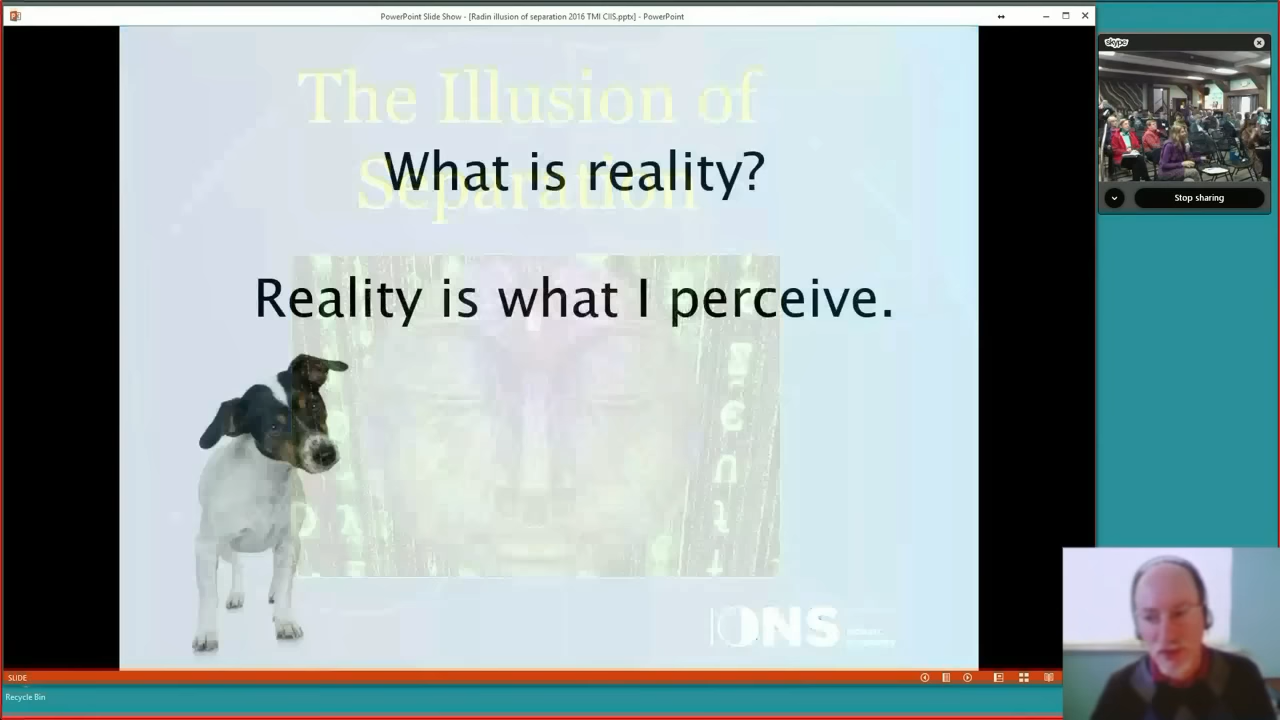 PowerPoint Slide Show - [Radin illusion of separation 2016 TMI CIIS.pptx] - PowerPoint
skype
Stop sharing
The Illusion of
Separation
What is reality?
Reality is what I perceive.
IONS
SLIDE
Recycle Bin